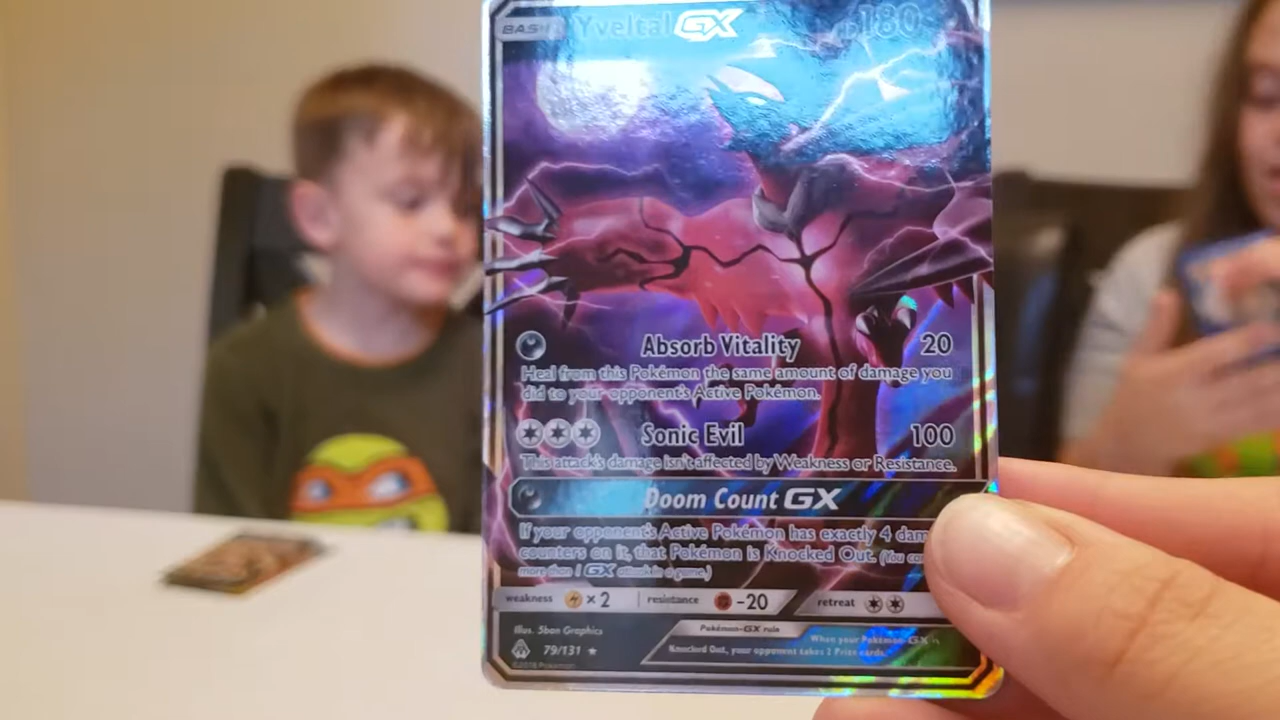 BASIC Yveltal GX 180
Absorb Vitality 20
Heal from this Pokémon the same amount of damage you
did to your opponent's Active Pokémon.
Sonic Evil 100
This attack's damage isn't affected by Weakness or Resistance.
Doom Count GX
If your opponent's Active Pokémon has exactly 4 dam
counters on it, that Pokémon is Knocked Out. (You can
more than 1 GX attack in a game.)
weakness ×2 resistance -20 retreat
Illus. 5ban Graphics Pokémon-GX rule
When your Pokémon-GX is
79/131 Knocked Out, your opponent takes 2 Prize cards.
©2018 Pokémon